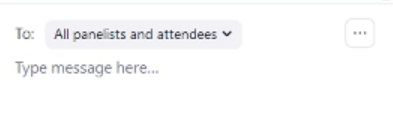 To: All panelists and attendees
Type message here...